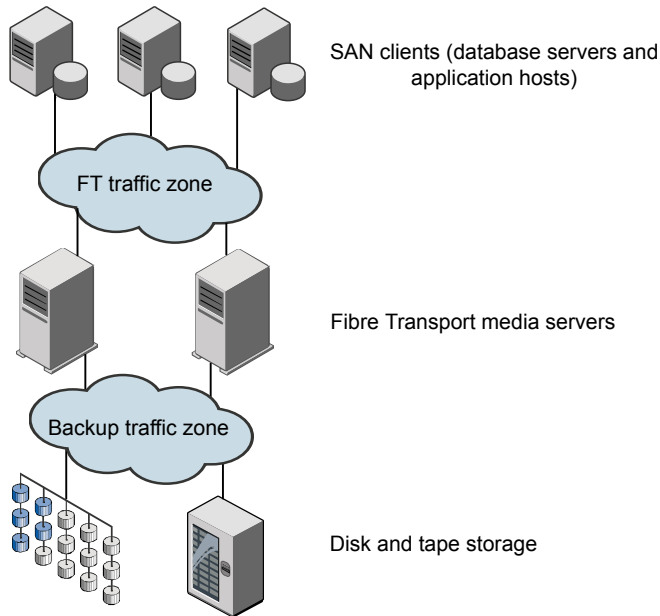 SAN clients (database servers and
application hosts)
FT traffic zone
Fibre Transport media servers
Backup traffic zone
Disk and tape storage